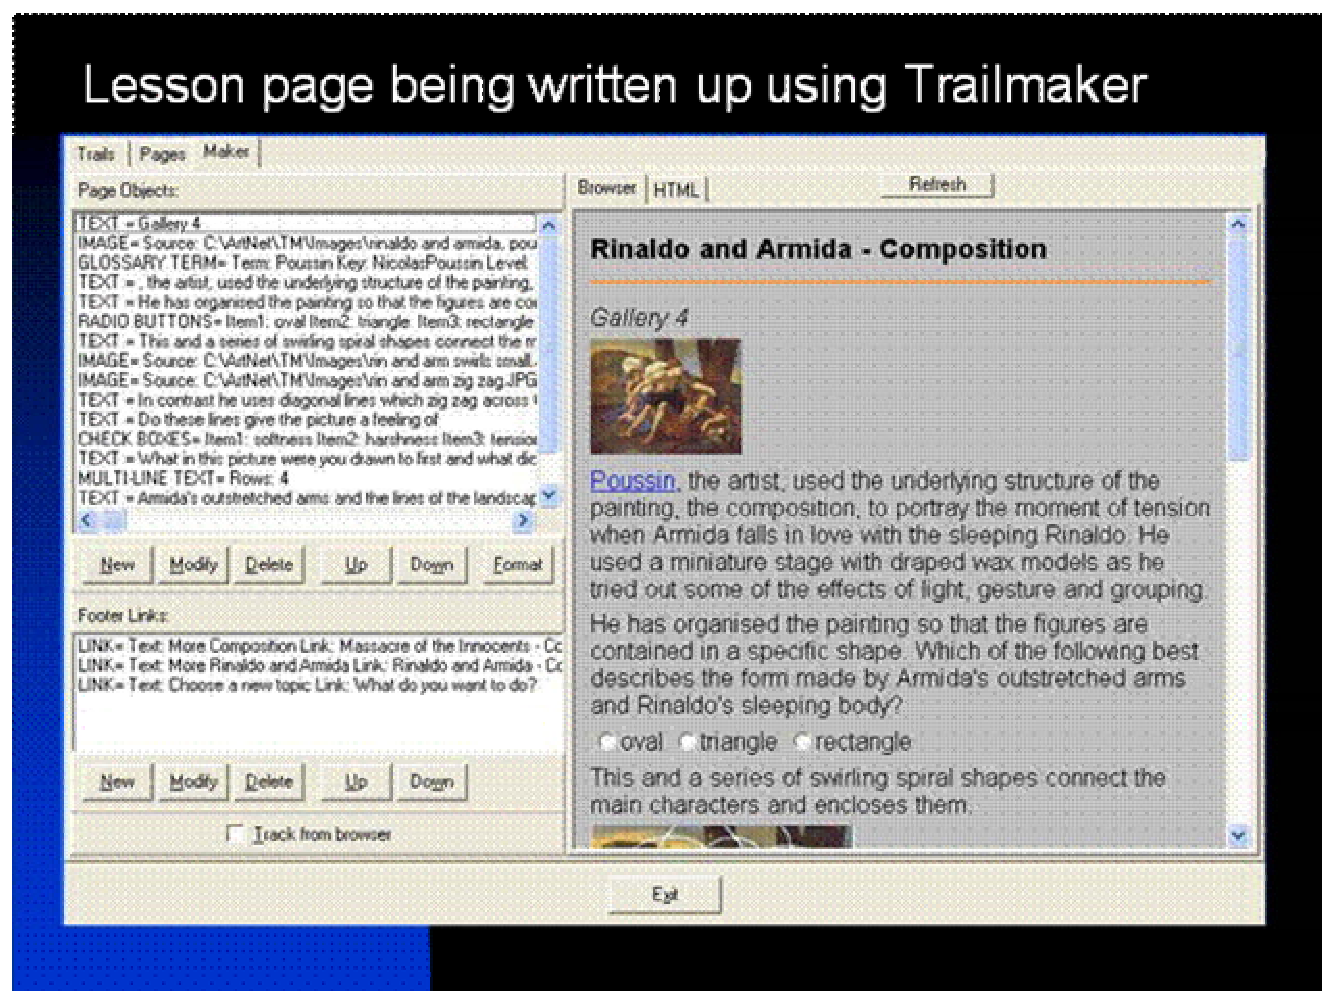 Lesson page being written up using Trailmaker
Trails Pages Maker
Page Objects:
TEXT = Gallery 4
IMAGE= Source: C:\ArtNet\TM\Images\rinaldo and armida, pou
GLOSSARY TERM= Term: Poussin Key: NicolasPoussin Level
TEXT = , the artist, used the underlying structure of the painting,
TEXT = He has organised the painting so that the figures are co
RADIO BUTTONS= Item1: oval Item2: triangle Item3: rectangle
TEXT = This and a series of swirling spiral shapes connect the m
IMAGE= Source: C:\ArtNet\TM\Images\rin and arm swirls small.
IMAGE= Source: C:\ArtNet\TM\Images\rin and arm zig zag.JPG
TEXT = In contrast he uses diagonal lines which zig zag across
TEXT = Do these lines give the picture a feeling of
CHECK BOXES= Item1: softness Item2: harshness Item3: tension
TEXT = What in this picture were you drawn to first and what did
MULTI-LINE TEXT= Rows: 4
TEXT = Armida's outstretched arms and the lines of the landscap
New Modify Delete Up Down Format
Footer Links:
LINK= Text: More Composition Link: Massacre of the Innocents - Co
LINK= Text: More Rinaldo and Armida Link: Rinaldo and Armida - Co
LINK= Text: Choose a new topic Link: What do you want to do?
New Modify Delete Up Down
Track from browser
Browser HTML Refresh
Rinaldo and Armida - Composition
Gallery 4
Poussin, the artist, used the underlying structure of the
painting, the composition, to portray the moment of tension
when Armida falls in love with the sleeping Rinaldo. He
used a miniature stage with draped wax models as he
tried out some of the effects of light, gesture and grouping.
He has organised the painting so that the figures are
contained in a specific shape. Which of the following best
describes the form made by Armida's outstretched arms
and Rinaldo's sleeping body?
oval triangle rectangle
This and a series of swirling spiral shapes connect the
main characters and encloses them.
Exit